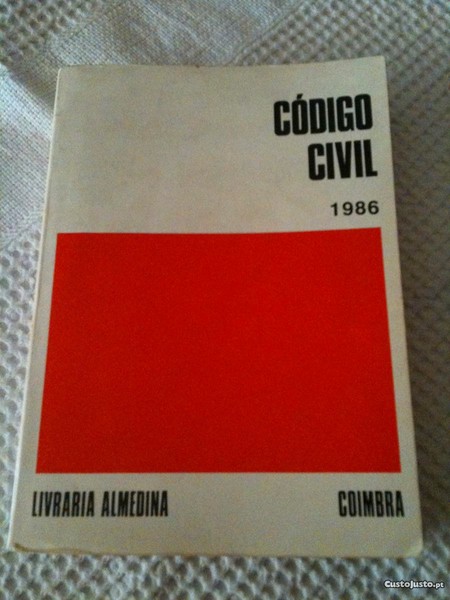 CÓDIGO
CIVIL
1986
LIVRARIA ALMEDINA COIMBRA
CustoJusto.pt